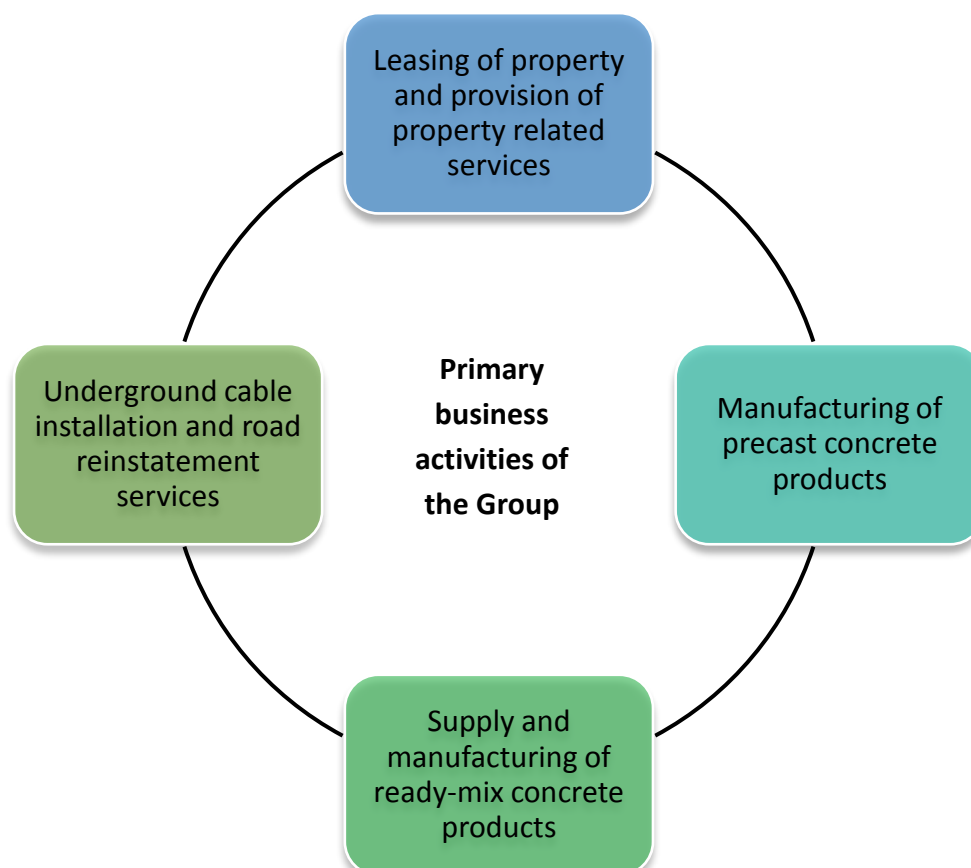 Leasing of property
and provision of
property related
services
Underground cable
installation and road
reinstatement
services
Primary
business
activities of
the Group
Manufacturing of
precast concrete
products
Supply and
manufacturing of
ready-mix concrete
products